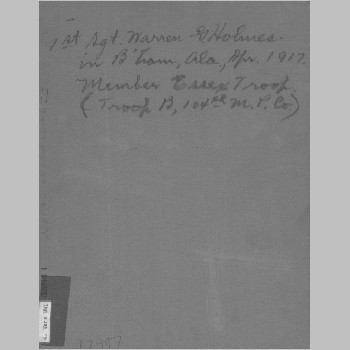 1st Sgt. Warren G Holmes.
in B'ham, Ala, Apr. 1917.
Member Essex Troop.
(Troop B, 104th M.P. Co)